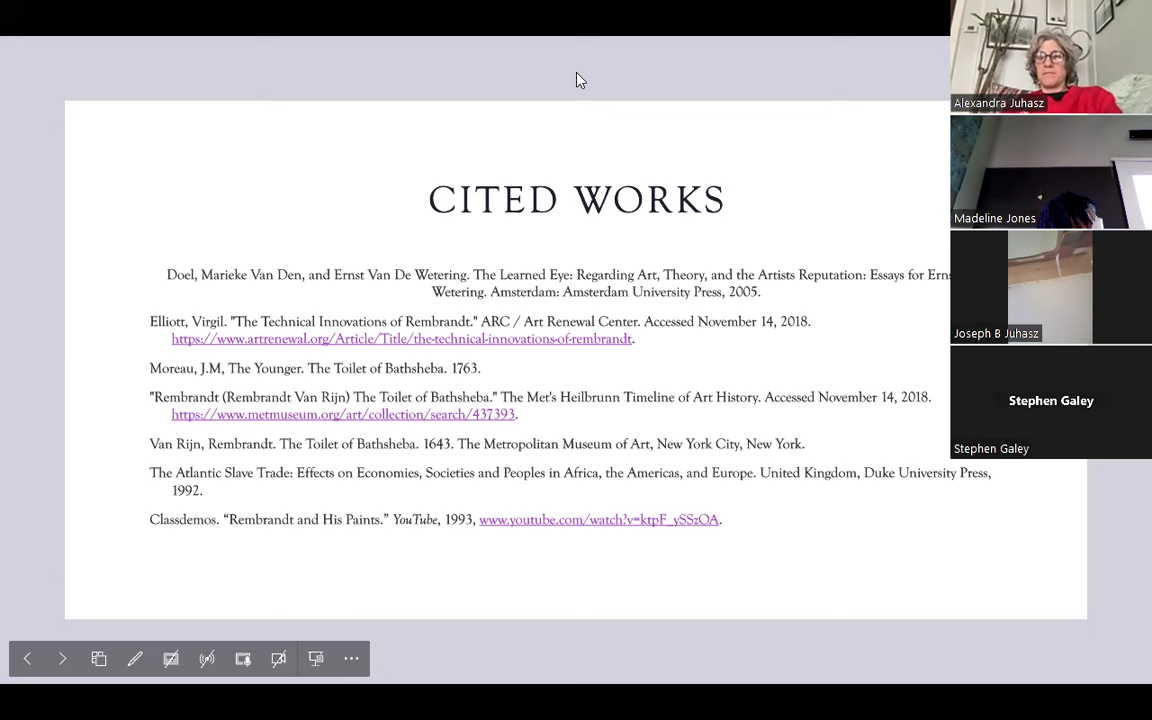 CITED WORKS
Doel, Marieke Van Den, and Ernst Van De Wetering. The Learned Eye: Regarding Art, Theory, and the Artists Reputation: Essays for Erns
Wetering. Amsterdam: Amsterdam University Press, 2005.
Elliott, Virgil. "The Technical Innovations of Rembrandt." ARC / Art Renewal Center. Accessed November 14, 2018.
https://www.artrenewal.org/Article/Title/the-technical-innovations-of-rembrandt.
Moreau, J.M, The Younger. The Toilet of Bathsheba. 1763.
"Rembrandt (Rembrandt Van Rijn) The Toilet of Bathsheba." The Met's Heilbrunn Timeline of Art History. Accessed November 14, 2018.
https://www.metmuseum.org/art/collection/search/437393.
Van Rijn, Rembrandt. The Toilet of Bathsheba. 1643. The Metropolitan Museum of Art, New York City, New York.
The Atlantic Slave Trade: Effects on Economies, Societies and Peoples in Africa, the Americas, and Europe. United Kingdom, Duke University Press,
1992.
Classdemos. “Rembrandt and His Paints.” YouTube, 1993, www.youtube.com/watch?v=ktpF_ySSzOA.
Alexandra Juhasz
Madeline Jones
Joseph B Juhasz
Stephen Galey
Stephen Galey